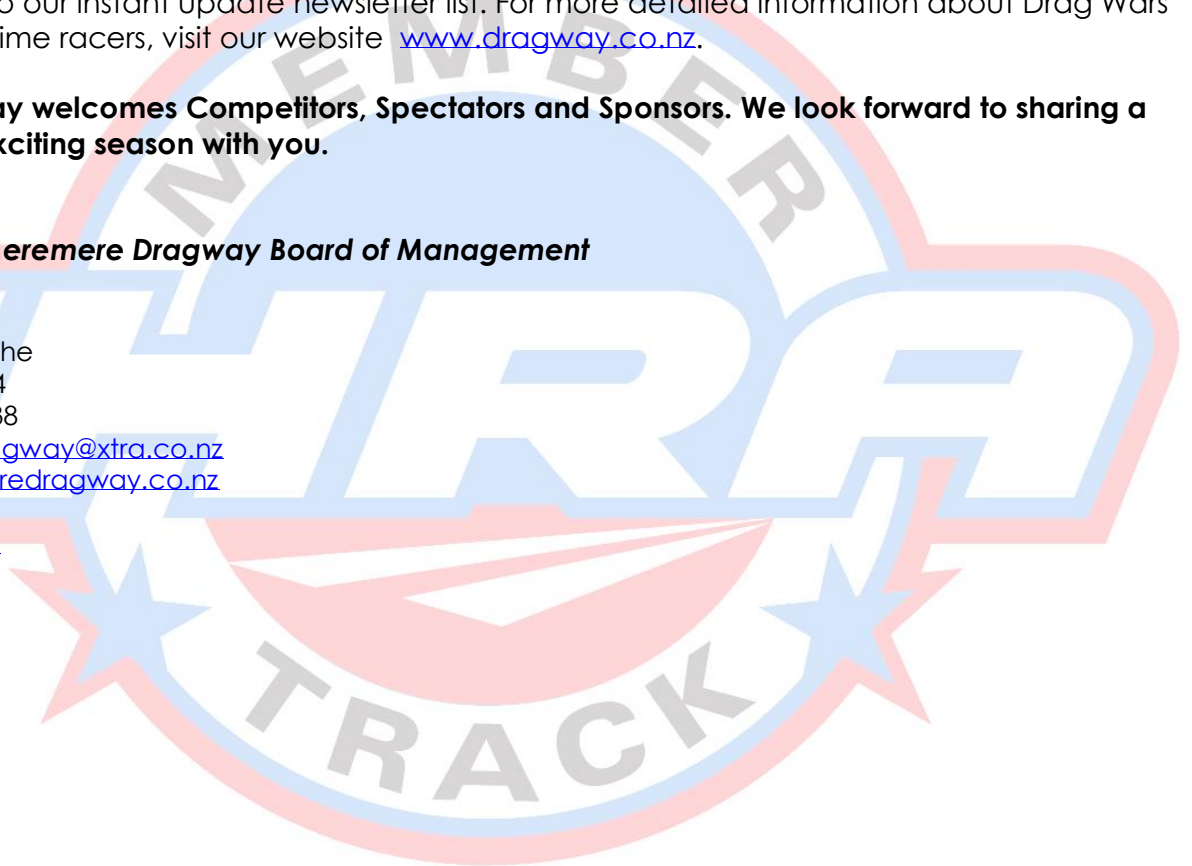 o our instant update newsletter list. For more detailed information about Drag Wars
ime racers, visit our website www.dragway.co.nz.
ay welcomes Competitors, Spectators and Sponsors. We look forward to sharing a
xciting season with you.
eremere Dragway Board of Management
he
4
38
gway@xtra.co.nz
redragway.co.nz
MEMBER
HRA
TRACK